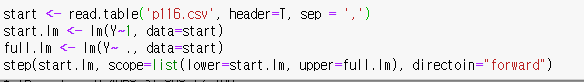 start <- read.table('p116.csv', header=T, sep = ',')
start.lm <- lm(Y~1, data=start)
full.lm <- lm(Y~ ., data=start)
step(start.lm, scope=list(lower=start.lm, upper=full.lm), directoin="forward")